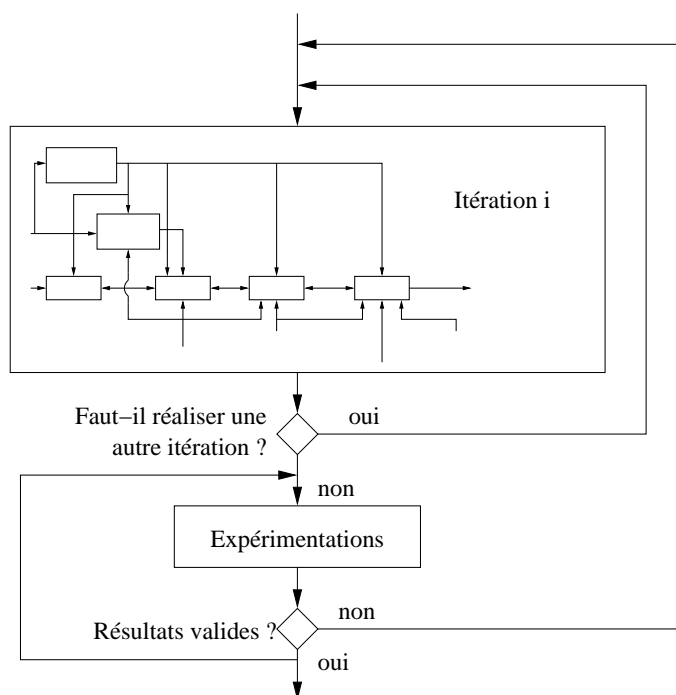 Itération i
Faut-il réaliser une
autre itération ?
oui
non
Expérimentations
Résultats valides ?
non
oui